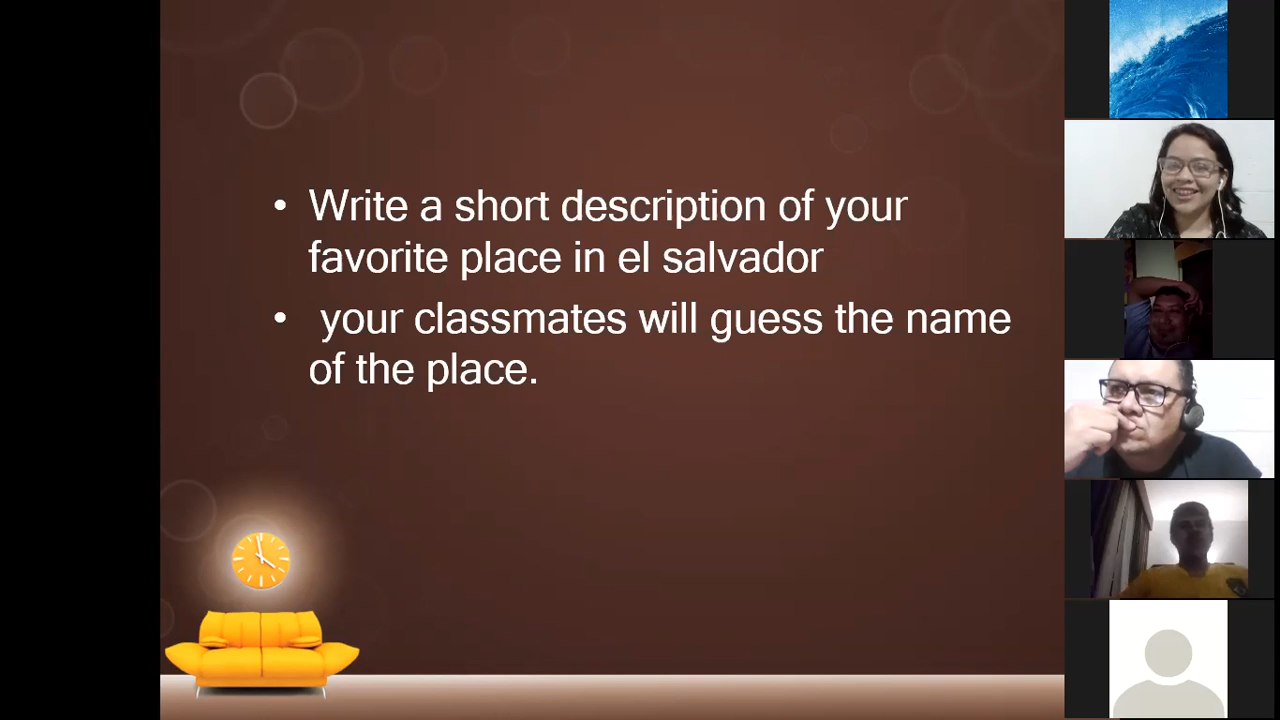 • Write a short description of your
favorite place in el salvador
• your classmates will guess the name
of the place.